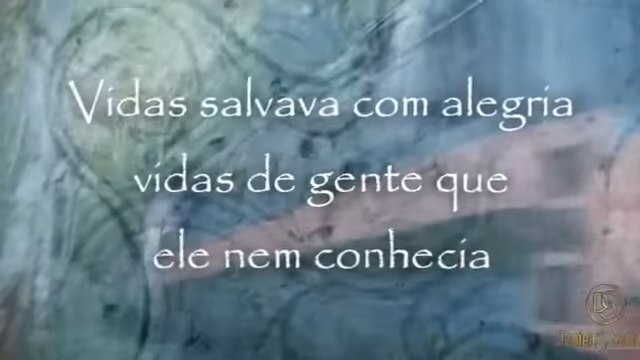 Vidas salvava com alegria
vidas de gente que
ele nem conhecia